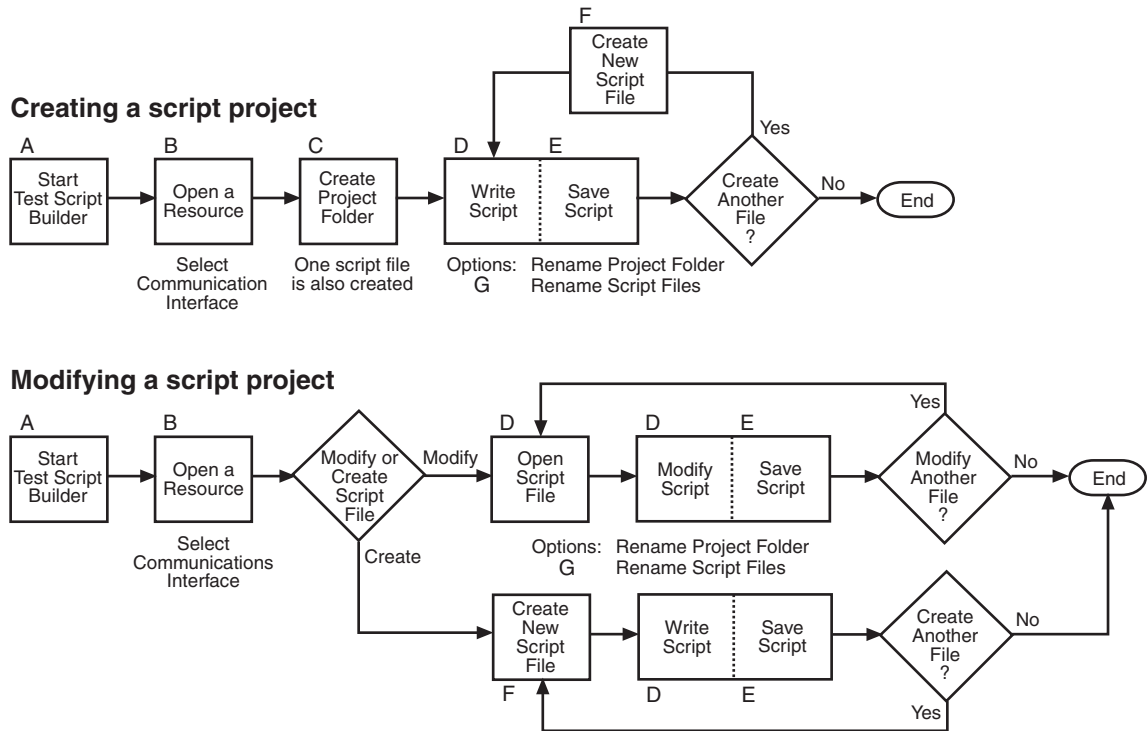 F
Create
New
Script
File
Creating a script project
Yes
A
B
C
D
E
Start
Test Script
Builder
Open a
Resource
Create
Project
Folder
Write
Script
Save
Script
Create
Another
File
?
No
End
Select
Communication
Interface
One script file
is also created
Options:
G
Rename Project Folder
Rename Script Files
Modifying a script project
Yes
A
B
D
D
E
Start
Test Script
Builder
Open a
Resource
Modify or
Create
Script
File
Modify
Open
Script
File
Modify
Script
Save
Script
Modify
Another
File
?
No
End
Select
Communications
Interface
Create
Options:
G
Rename Project Folder
Rename Script Files
Create
New
Script
File
F
Write
Script
Save
Script
D
E
Create
Another
File
?
No
Yes